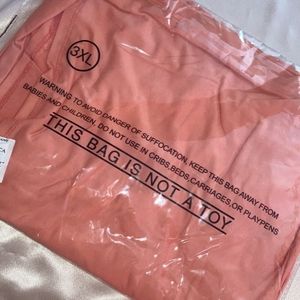 3XL
WARNING TO AVOID DANGER OF SUFFOCATION, KEEP THIS BAG AWAY FROM
BABIES AND CHILDREN. DO NOT USE IN CRIBS,BEDS,CARRIAGES,OR PLAYPENS
THIS BAG IS NOT A TOY